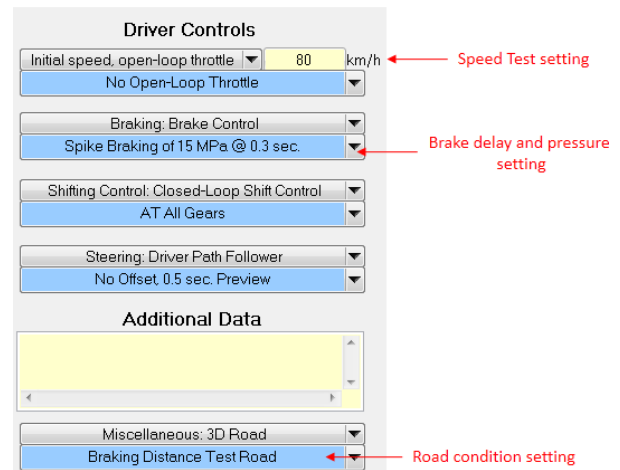 Driver Controls
Initial speed, open-loop throttle 80 km/h Speed Test setting
No Open-Loop Throttle
Braking: Brake Control
Spike Braking of 15 MPa @ 0.3 sec.
Brake delay and pressure
setting
Shifting Control: Closed-Loop Shift Control
AT All Gears
Steering: Driver Path Follower
No Offset, 0.5 sec. Preview
Additional Data
Miscellaneous: 3D Road
Braking Distance Test Road Road condition setting